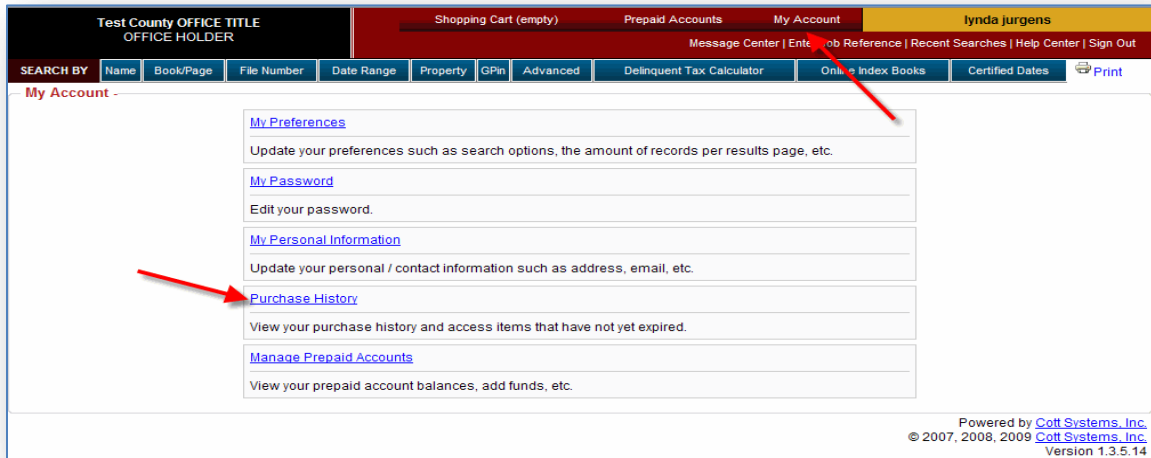 Test County OFFICE TITLE
OFFICE HOLDER
Shopping Cart (empty) Prepaid Accounts My Account lynda jurgens
Message Center | Enter Job Reference | Recent Searches | Help Center | Sign Out
SEARCH BY Name Book/Page File Number Date Range Property GPin Advanced Delinquent Tax Calculator Online Index Books Certified Dates Print
My Account -
My Preferences
Update your preferences such as search options, the amount of records per results page, etc.
My Password
Edit your password.
My Personal Information
Update your personal / contact information such as address, email, etc.
Purchase History
View your purchase history and access items that have not yet expired.
Manage Prepaid Accounts
View your prepaid account balances, add funds, etc.
Powered by Cott Systems, Inc.
© 2007, 2008, 2009 Cott Systems, Inc.
Version 1.3.5.14